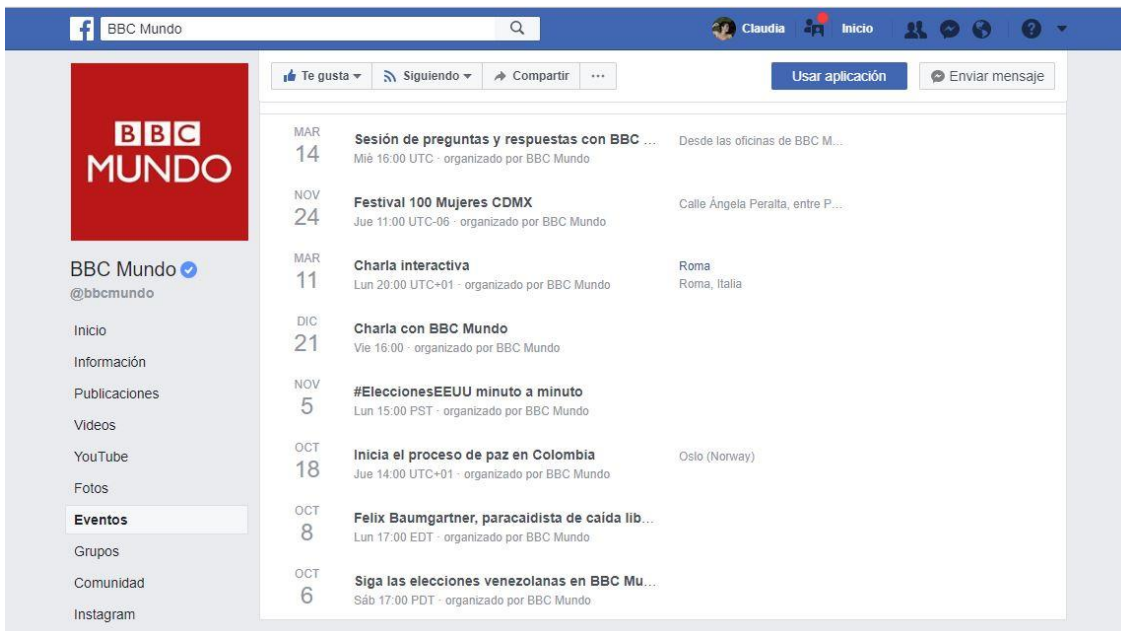 BBC Mundo
Claudia Inicio
Te gusta Siguiendo Compartir ... Usar aplicación Enviar mensaje
BBC
MUNDO
BBC Mundo
@bbcmundo
Inicio
Información
Publicaciones
Videos
YouTube
Fotos
Eventos
Grupos
Comunidad
Instagram
MAR
14
Sesión de preguntas y respuestas con BBC ...
Mié 16:00 UTC · organizado por BBC Mundo
Desde las oficinas de BBC M...
NOV
24
Festival 100 Mujeres CDMX
Jue 11:00 UTC-06 · organizado por BBC Mundo
Calle Ángela Peralta, entre P...
MAR
11
Charla interactiva
Lun 20:00 UTC+01 · organizado por BBC Mundo
Roma
Roma, Italia
DIC
21
Charla con BBC Mundo
Vie 16:00 · organizado por BBC Mundo
NOV
5
#EleccionesEEUU minuto a minuto
Lun 15:00 PST · organizado por BBC Mundo
OCT
18
Inicia el proceso de paz en Colombia
Jue 14:00 UTC+01 · organizado por BBC Mundo
Oslo (Norway)
OCT
8
Felix Baumgartner, paracaidista de caída lib...
Lun 17:00 EDT · organizado por BBC Mundo
OCT
6
Siga las elecciones venezolanas en BBC Mu...
Sáb 17:00 PDT · organizado por BBC Mundo